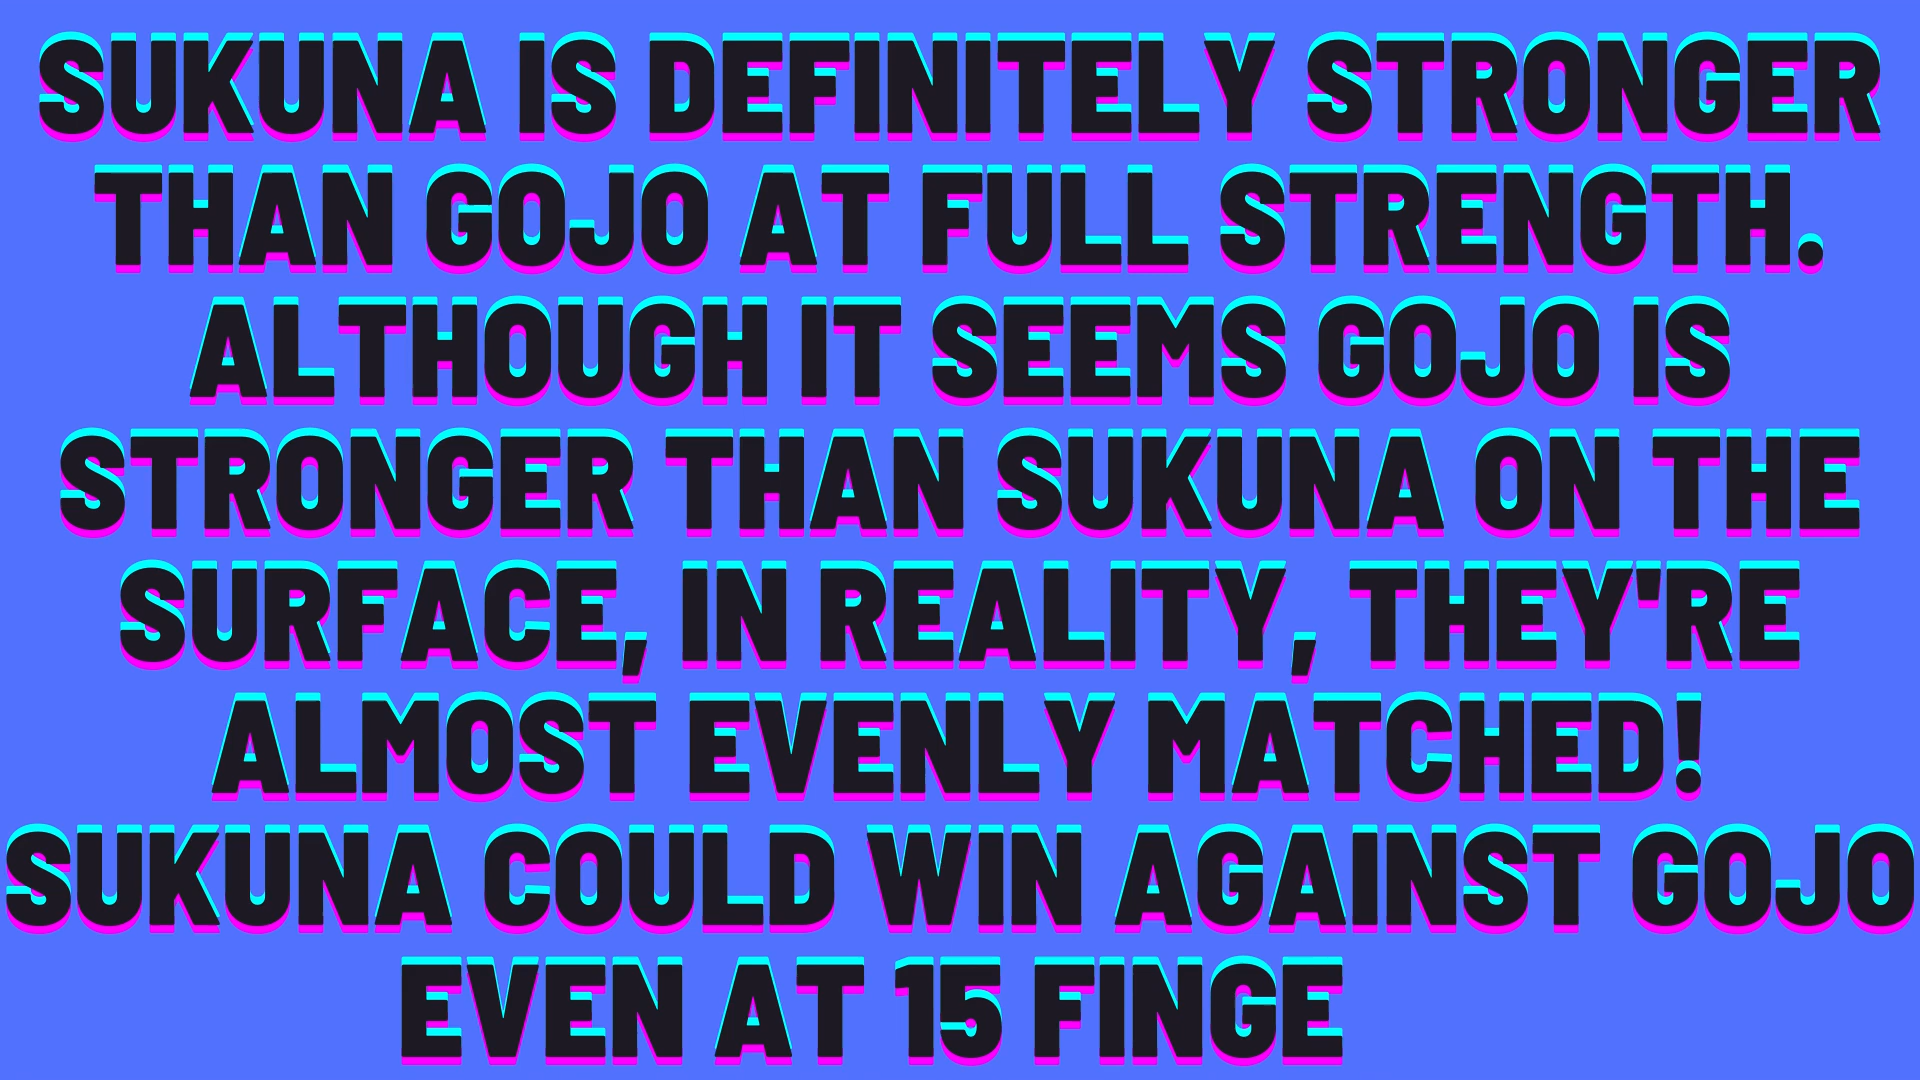 SUKUNA IS DEFINITELY STRONGER
THAN GOJO AT FULL STRENGTH.
ALTHOUGH IT SEEMS GOJO IS
STRONGER THAN SUKUNA ON THE
SURFACE, IN REALITY, THEY'RE
ALMOST EVENLY MATCHED!
SUKUNA COULD WIN AGAINST GOJO
EVEN AT 15 FINGE